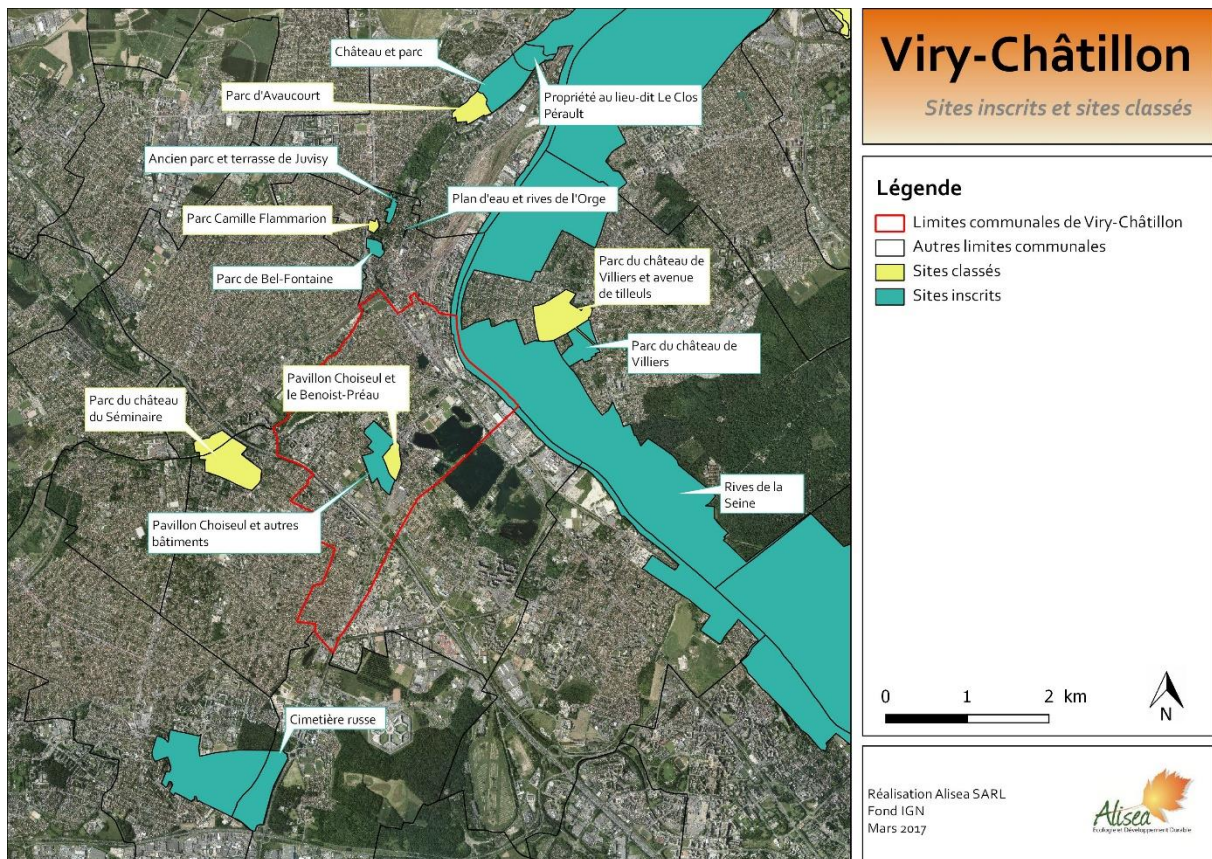 Château et parc
Parc d'Avaucourt
Propriété au lieu-dit Le Clos
Pérault
Ancien parc et terrasse de Juvisy
Plan d'eau et rives de l'Orge
Parc Camille Flammarion
Parc de Bel-Fontaine
Parc du château de
Villiers et avenue
de tilleuls
Parc du château de
Villiers
Pavillon Choiseul et
le Benoist-Préau
Parc du château
du Séminaire
Rives de la
Seine
Pavillon Choiseul et autres
bâtiments
Cimetière russe
Viry-Châtillon
Sites inscrits et sites classés
Légende
Limites communales de Viry-Châtillon
Autres limites communales
Sites classés
Sites inscrits
0 1 2 km
N
Réalisation Alisea SARL
Fond IGN
Mars 2017
Alisea
Ecologie et Développement Durable